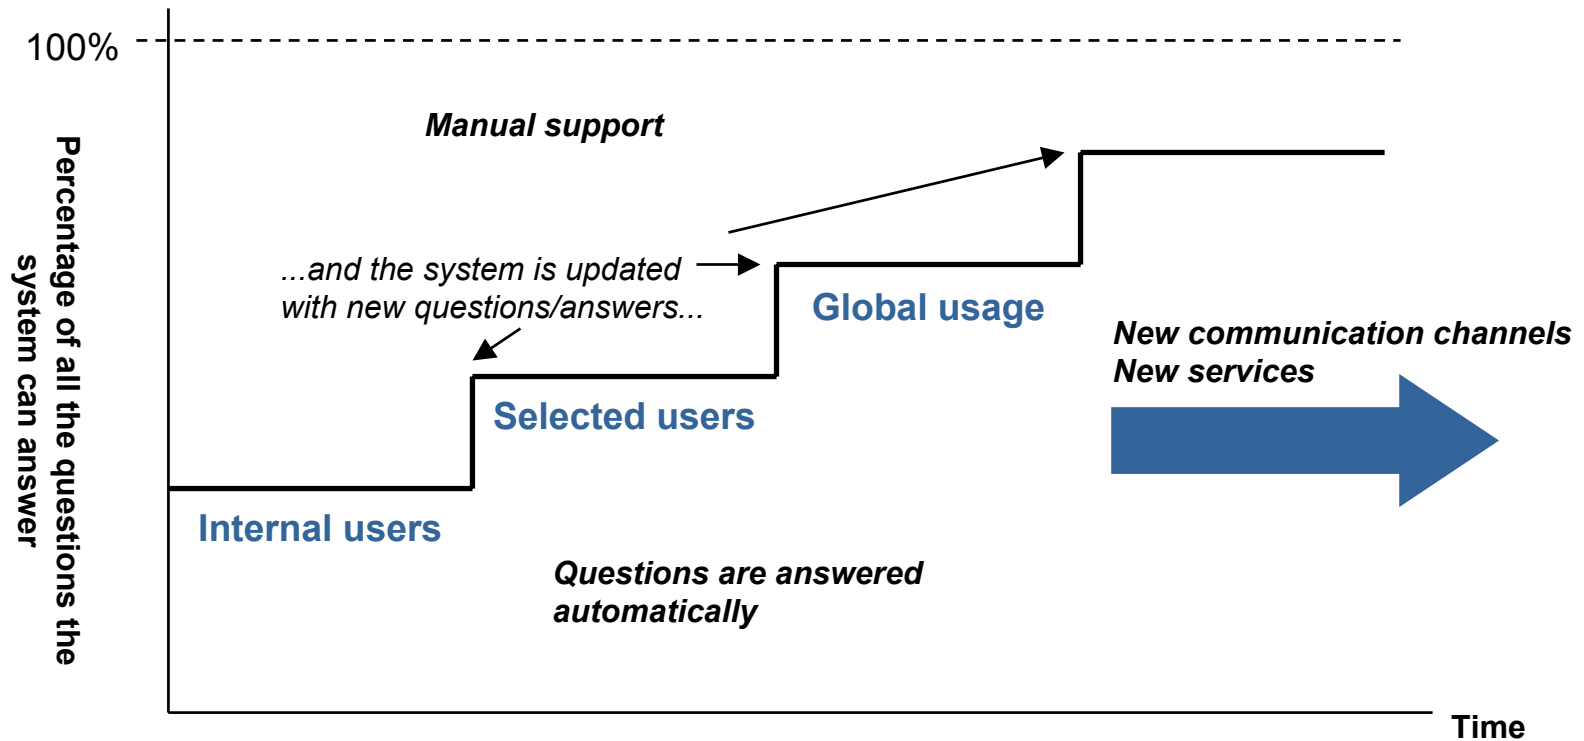 100%
Percentage of all the questions the
system can answer
Manual support
...and the system is updated
with new questions/answers...
Global usage
New communication channels
New services
Selected users
Internal users
Questions are answered
automatically
Time